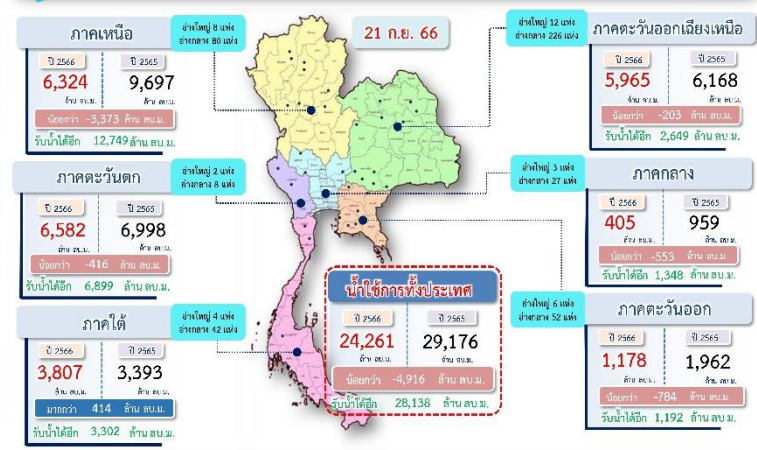 21 ก.ย. 66
ภาคเหนือ
อ่างใหญ่ 8 แห่ง
อ่างกลาง 80 แห่ง
ปี 2566
ปี 2565
6,324
9,697
ล้าน ลบ.ม.
ล้าน ลบ.ม.
น้อยกว่า -3,373 ล้าน ลบ.ม.
รับน้ำได้อีก 12,749 ล้าน ลบ.ม.
ภาคตะวันตก
อ่างใหญ่ 2 แห่ง
อ่างกลาง 8 แห่ง
ปี 2566
ปี 2565
6,582
6,998
ล้าน ลบ.ม.
ล้าน ลบ.ม.
น้อยกว่า -416 ล้าน ลบ.ม.
รับน้ำได้อีก 6,899 ล้าน ลบ.ม.
ภาคใต้
อ่างใหญ่ 4 แห่ง
อ่างกลาง 42 แห่ง
ปี 2566
ปี 2565
3,807
3,393
ล้าน ลบ.ม.
ล้าน ลบ.ม.
มากกว่า 414 ล้าน ลบ.ม.
รับน้ำได้อีก 3,302 ล้าน ลบ.ม.
น้ำใช้การทั้งประเทศ
ปี 2566
ปี 2565
24,261
29,176
ล้าน ลบ.ม.
ล้าน ลบ.ม.
น้อยกว่า -4,916 ล้าน ลบ.ม.
รับน้ำได้อีก 28,138 ล้าน ลบ.ม.
อ่างใหญ่ 12 แห่ง
อ่างกลาง 226 แห่ง
ภาคตะวันออกเฉียงเหนือ
ปี 2566
ปี 2565
5,965
6,168
ล้าน ลบ.ม.
ล้าน ลบ.ม.
น้อยกว่า -203 ล้าน ลบ.ม.
รับน้ำได้อีก 2,649 ล้าน ลบ.ม.
อ่างใหญ่ 3 แห่ง
อ่างกลาง 27 แห่ง
ภาคกลาง
ปี 2566
ปี 2565
405
959
ล้าน ลบ.ม.
ล้าน ลบ.ม.
น้อยกว่า -553 ล้าน ลบ.ม.
รับน้ำได้อีก 1,348 ล้าน ลบ.ม.
อ่างใหญ่ 6 แห่ง
อ่างกลาง 52 แห่ง
ภาคตะวันออก
ปี 2566
ปี 2565
1,178
1,962
ล้าน ลบ.ม.
ล้าน ลบ.ม.
น้อยกว่า -784 ล้าน ลบ.ม.
รับน้ำได้อีก 1,192 ล้าน ลบ.ม.